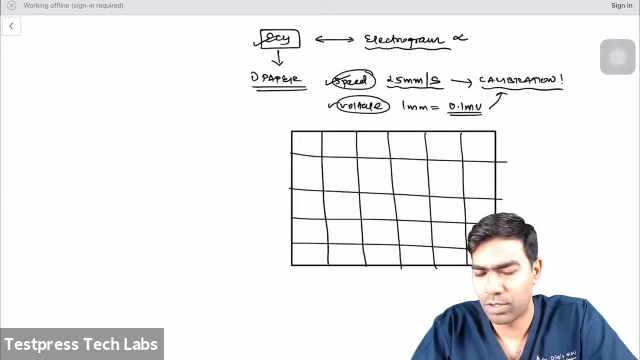 Working offline (sign-in required)
Sign in
ECG ⟷ Electrogram ∝
① PAPER Speed 25mm/s → CALIBRATION!
voltage 1mm = 0.1mV
Testpress Tech Labs